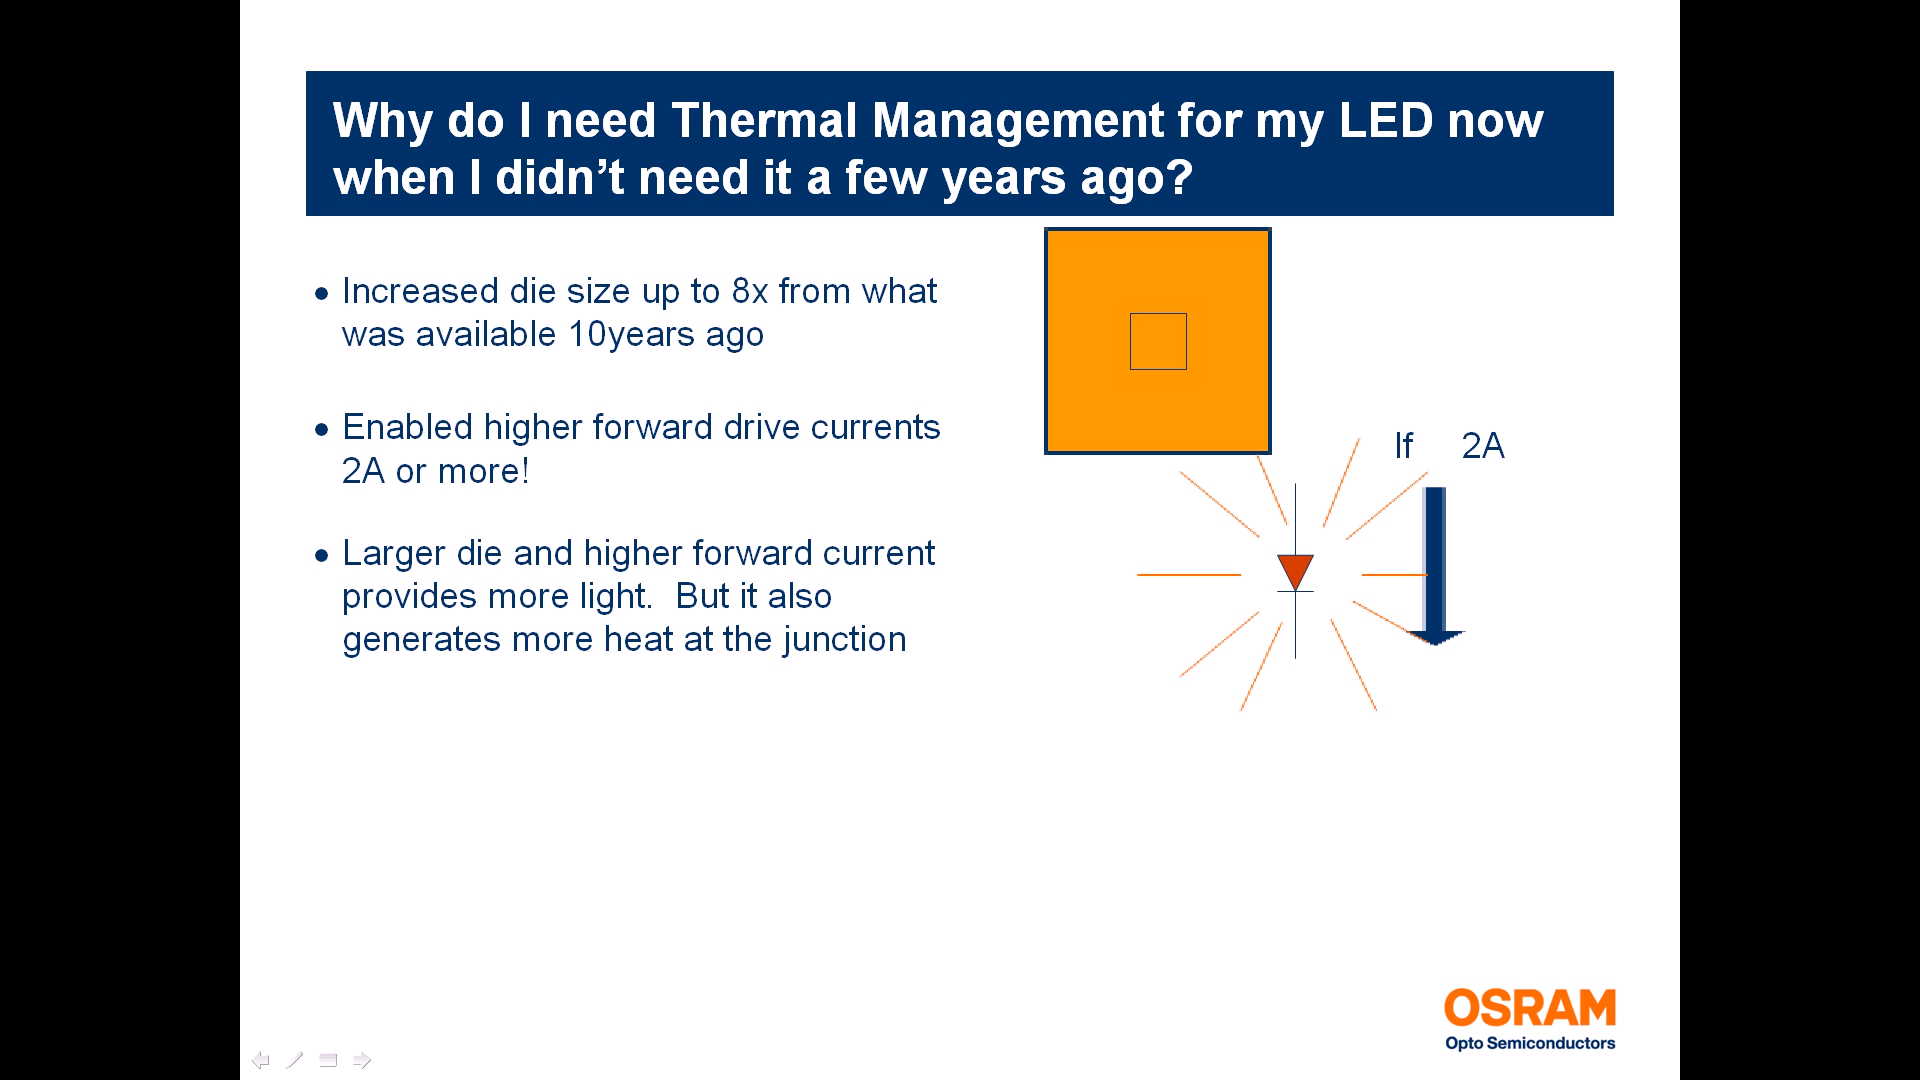 Why do I need Thermal Management for my LED now
when I didn’t need it a few years ago?
• Increased die size up to 8x from what
was available 10years ago
• Enabled higher forward drive currents
2A or more!
• Larger die and higher forward current
provides more light.  But it also
generates more heat at the junction
If 2A
OSRAM
Opto Semiconductors